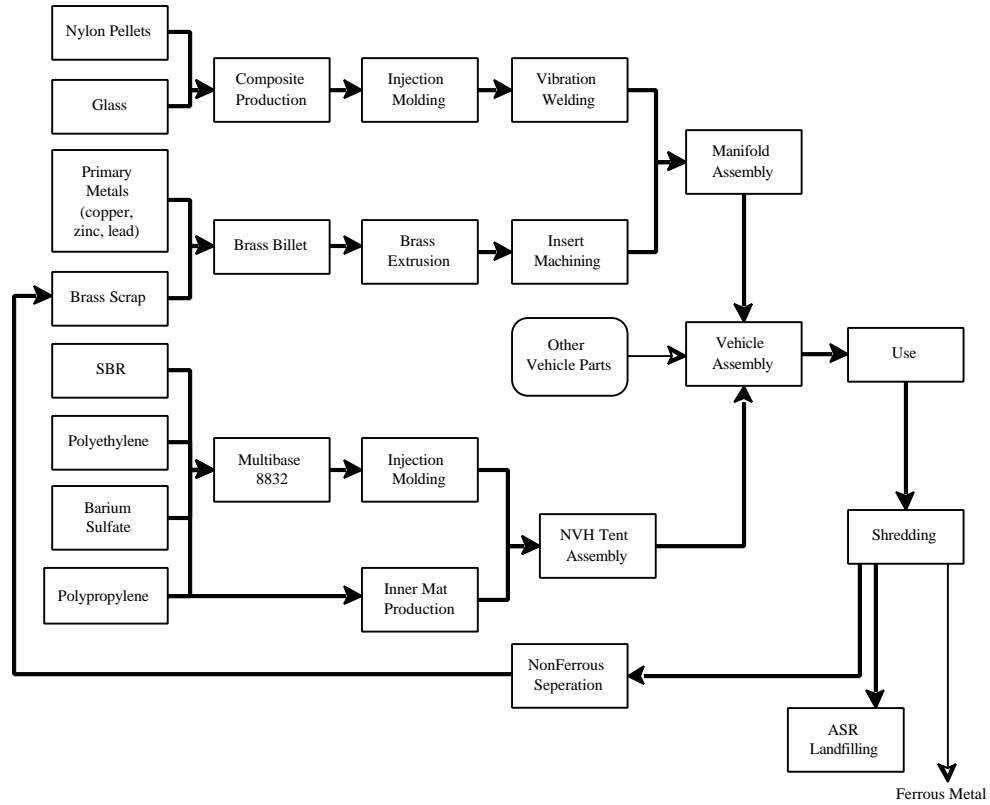 Nylon Pellets
Glass
Composite
Production
Injection
Molding
Vibration
Welding
Manifold
Assembly
Primary
Metals
(copper,
zinc, lead)
Brass Scrap
Brass Billet
Brass
Extrusion
Insert
Machining
Other
Vehicle Parts
Vehicle
Assembly
Use
SBR
Polyethylene
Barium
Sulfate
Polypropylene
Multibase
8832
Injection
Molding
Inner Mat
Production
NVH Tent
Assembly
Shredding
NonFerrous
Seperation
ASR
Landfilling
Ferrous Metal